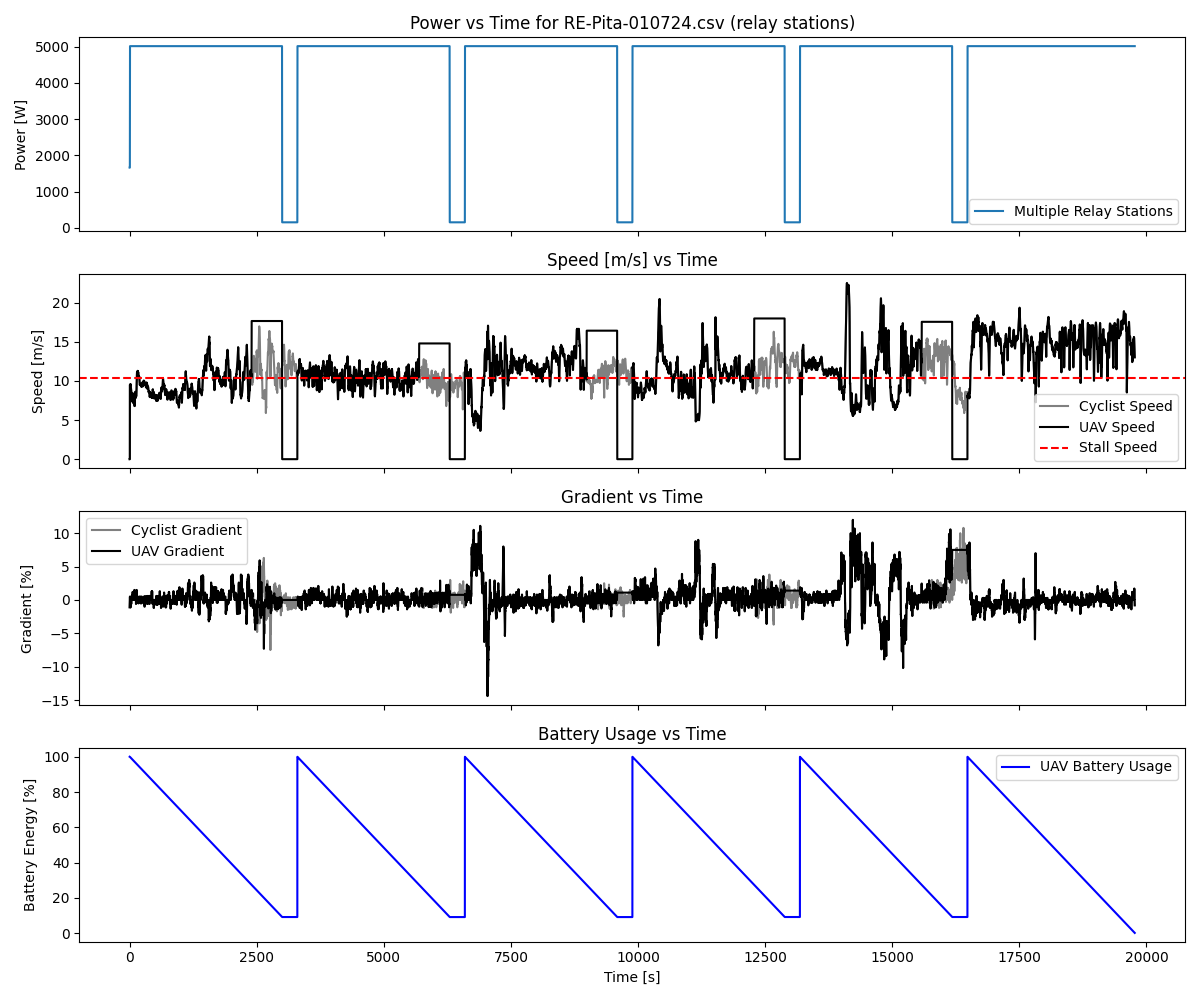 Power vs Time for RE-Pita-010724.csv (relay stations)
Power [W]
5000
4000
3000
2000
1000
0
Multiple Relay Stations
Speed [m/s] vs Time
Speed [m/s]
20
15
10
5
0
Cyclist Speed
UAV Speed
Stall Speed
Gradient vs Time
Gradient [%]
10
5
0
−5
−10
−15
Cyclist Gradient
UAV Gradient
Battery Usage vs Time
Battery Energy [%]
100
80
60
40
20
0
UAV Battery Usage
0 2500 5000 7500 10000 12500 15000 17500 20000
Time [s]